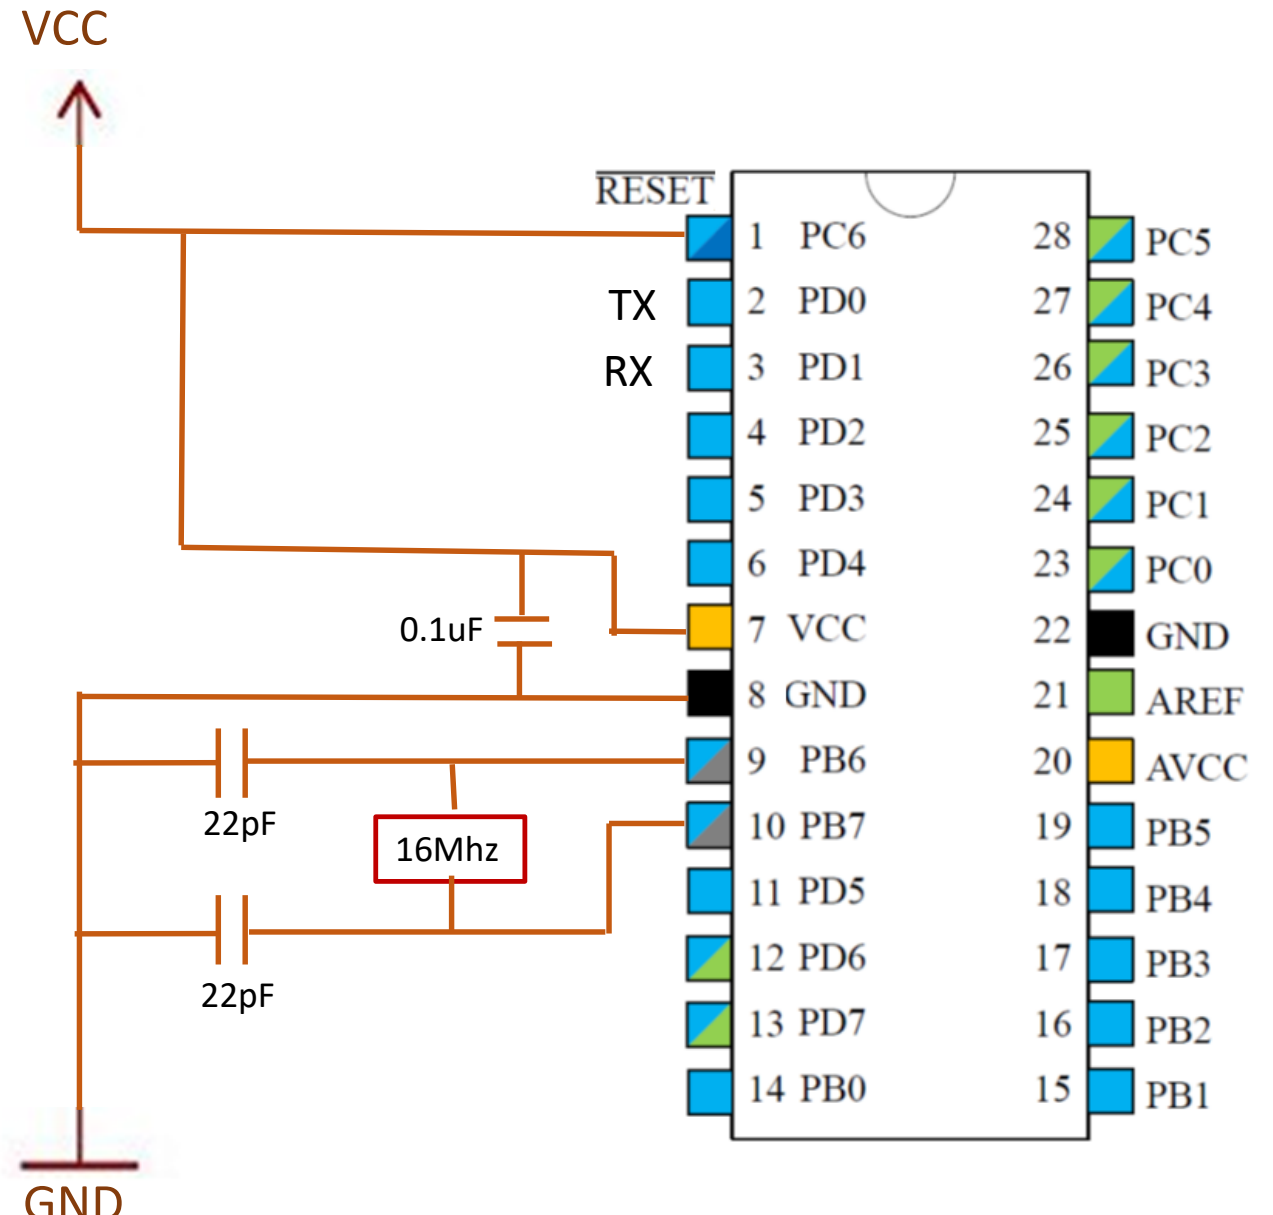 VCC
RESET
1 PC6 28 PC5
TX 2 PD0 27 PC4
RX 3 PD1 26 PC3
4 PD2 25 PC2
5 PD3 24 PC1
6 PD4 23 PC0
0.1uF 7 VCC 22 GND
8 GND 21 AREF
9 PB6 20 AVCC
22pF
10 PB7 19 PB5
16Mhz
11 PD5 18 PB4
12 PD6 17 PB3
22pF
13 PD7 16 PB2
14 PB0 15 PB1
GND